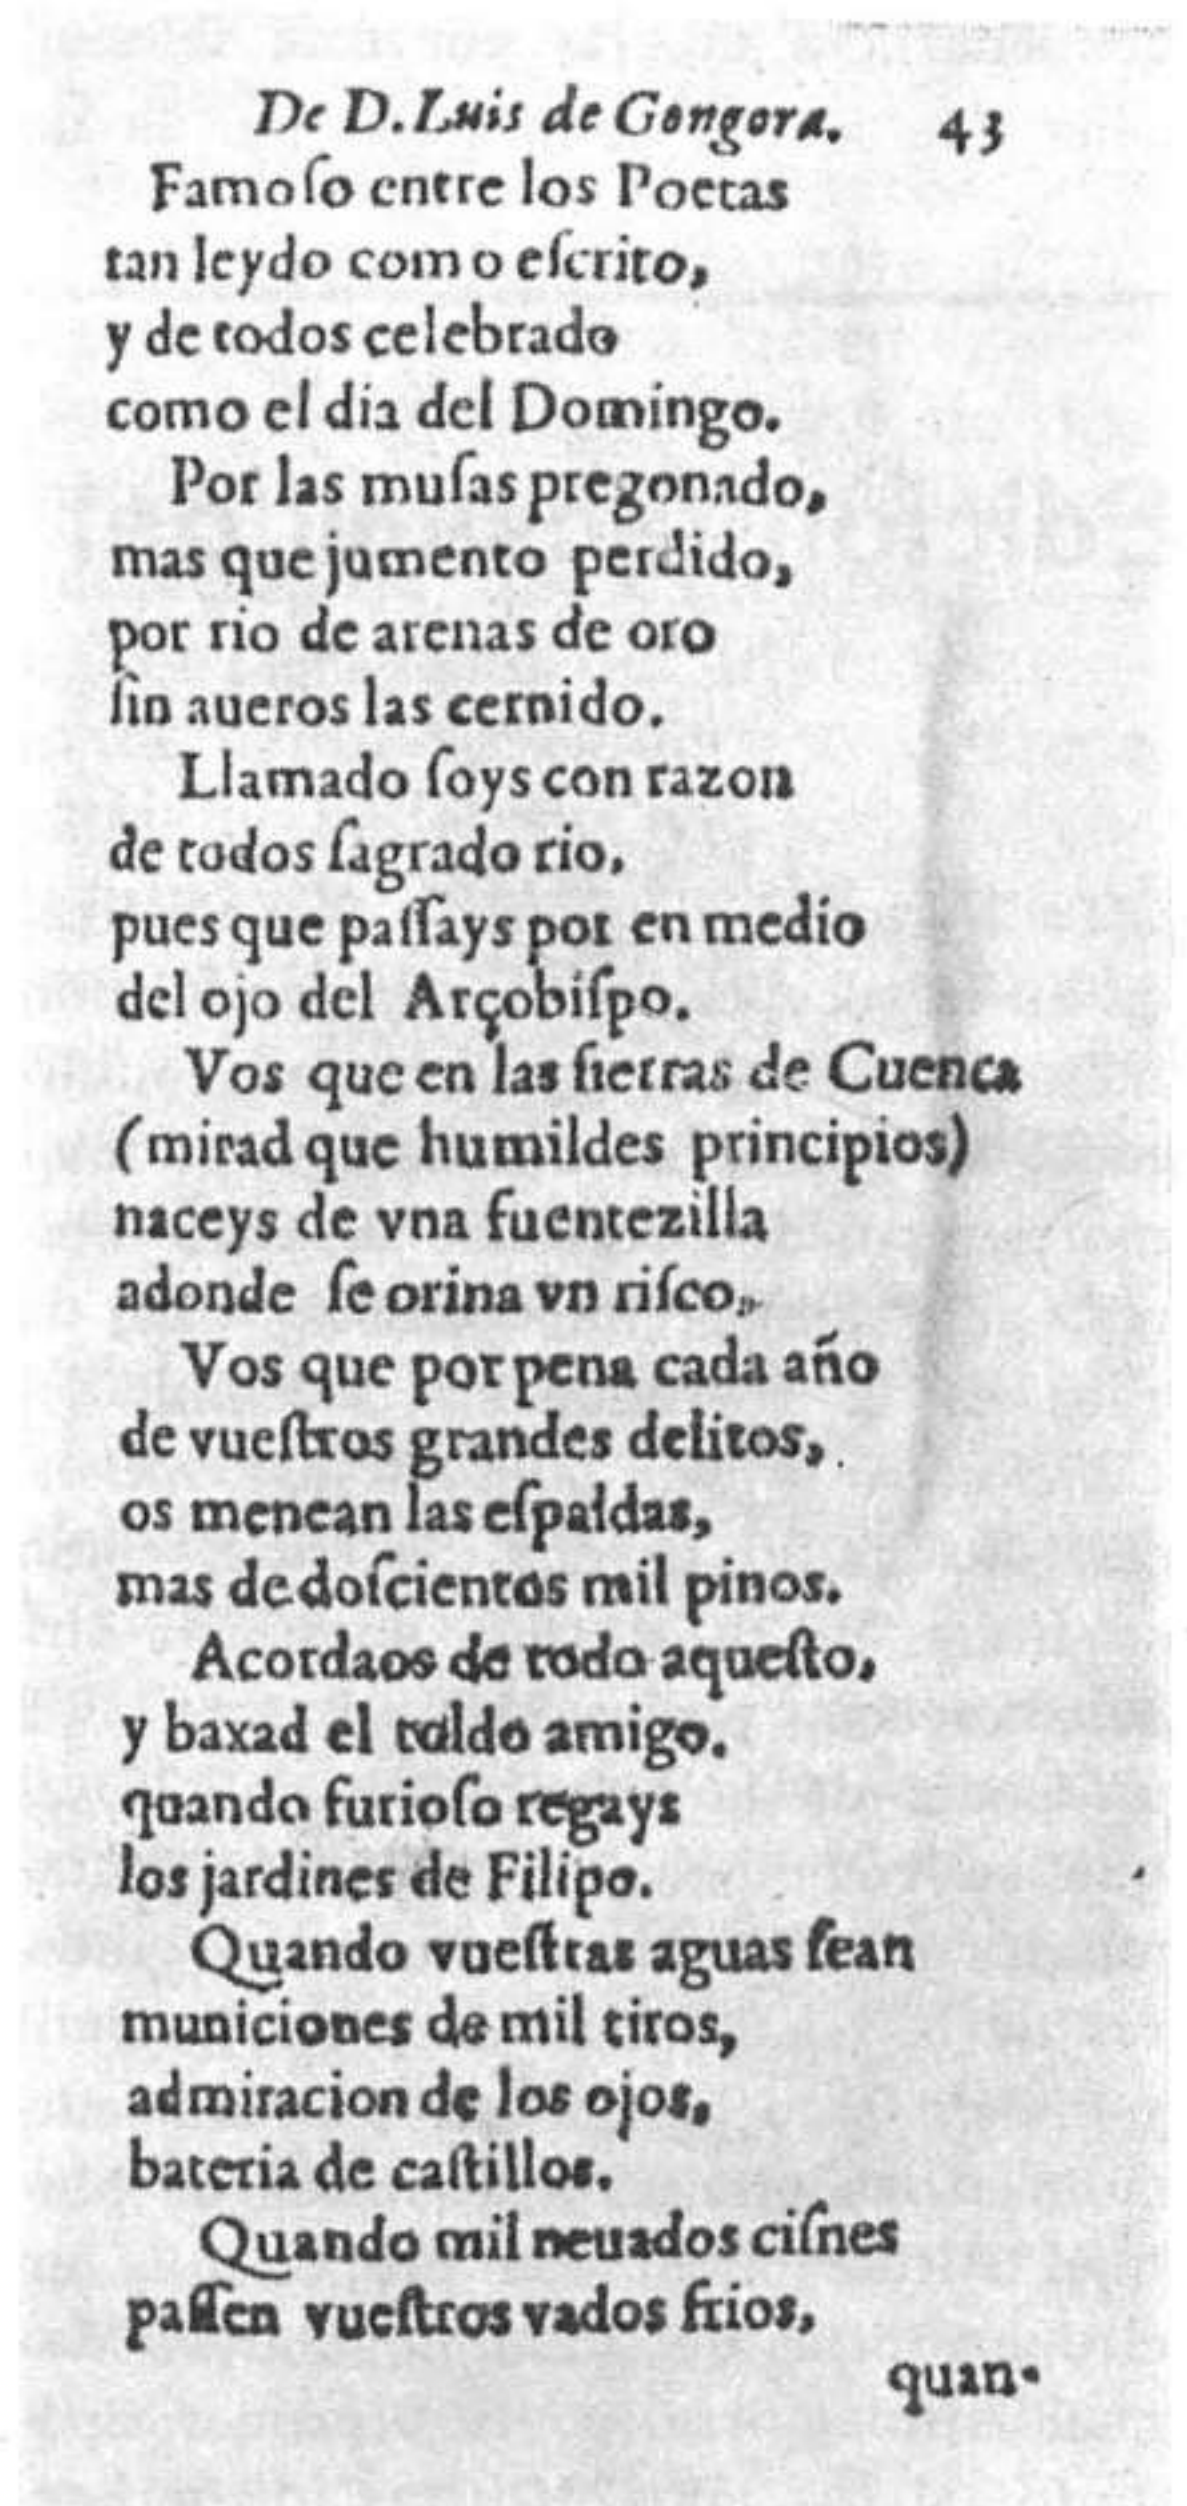 De D. Luis de Gongora. 43
Famoſo entre los Poetas
tan leydo como eſcrito,
y de todos celebrado
como el dia del Domingo.
Por las muſas pregonado,
mas que jumento perdido,
por rio de arenas de oro
ſin aueros las cernido.
Llamado ſoys con razon
de todos ſagrado rio,
pues que paſſays por en medio
del ojo del Arçobiſpo.
Vos que en las ſierras de Cuenca
(mirad que humildes principios)
naceys de vna fuentezilla
adonde ſe orina vn riſco,
Vos que por pena cada año
de vueſtros grandes delitos,
os menean las eſpaldas,
mas de doſcientos mil pinos.
Acordaos de todo aqueſto,
y baxad el toldo amigo.
quando furioſo regays
los jardines de Filipo.
Quando vueſtras aguas ſean
municiones de mil tiros,
admiracion de los ojos,
bateria de caſtillos.
Quando mil neuados ciſnes
paſſen vueſtros vados frios,
quan-